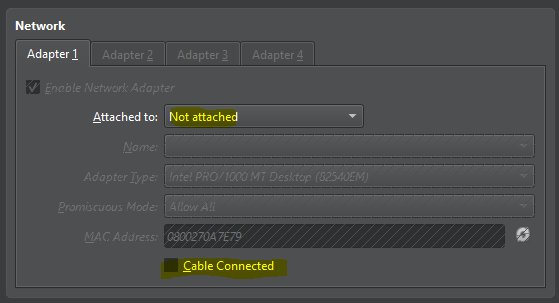 Network
Adapter 1 Adapter 2 Adapter 3 Adapter 4
Enable Network Adapter
Attached to: Not attached
Name:
Adapter Type: Intel PRO/1000 MT Desktop (82540EM)
Promiscuous Mode: Allow All
MAC Address: 0800270A7E79
Cable Connected